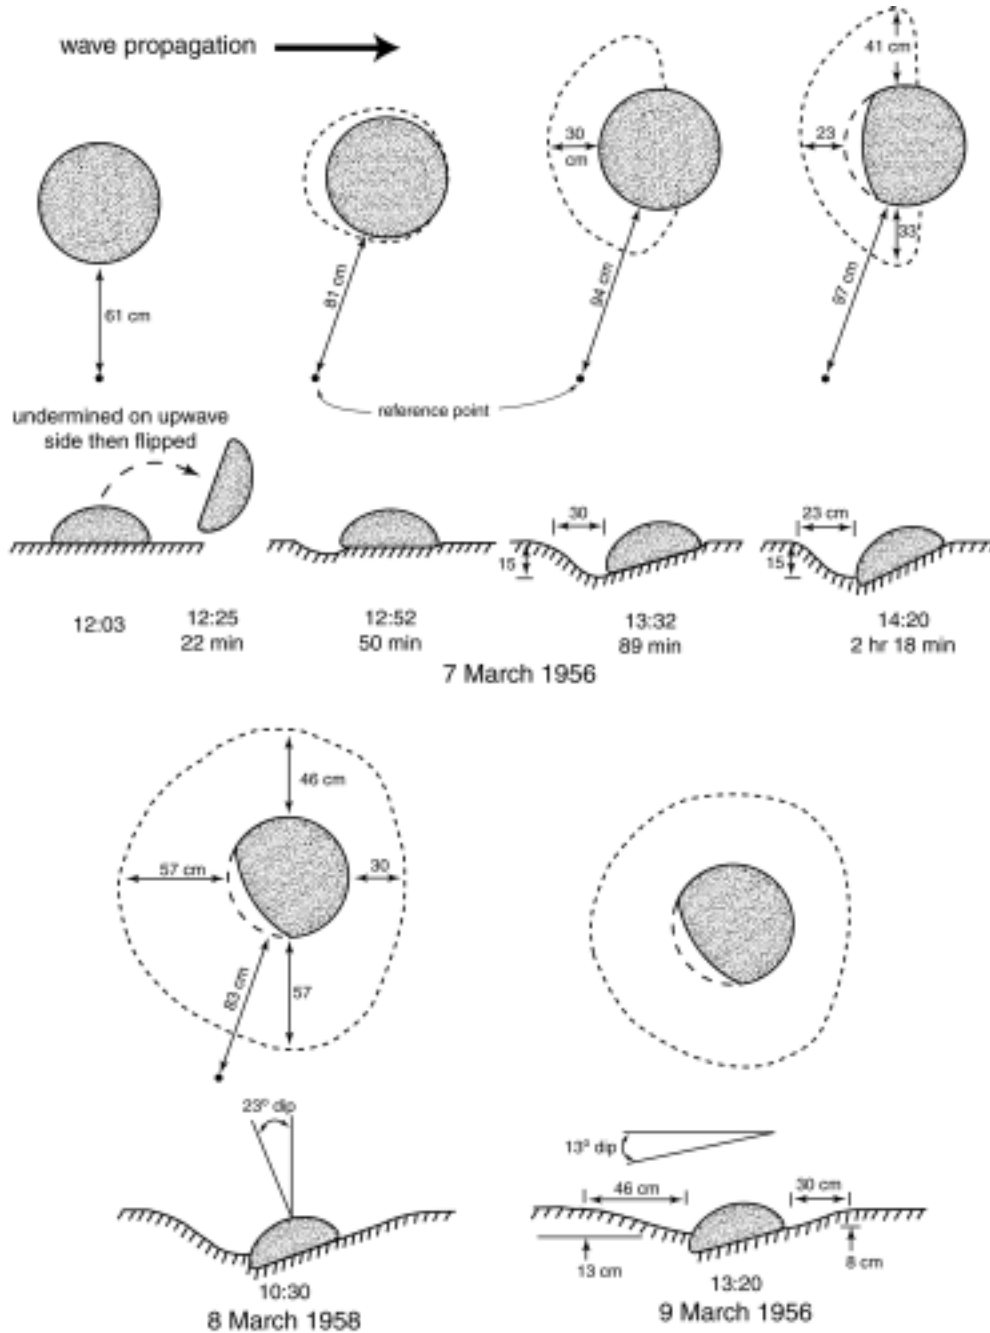 wave propagation
41 cm
30
cm
23
33
61 cm
81 cm
94 cm
97 cm
reference point
undermined on upwave
side then flipped
30
23 cm
15
15
12:03
12:25
22 min
12:52
50 min
13:32
89 min
14:20
2 hr 18 min
7 March 1956
46 cm
57 cm
30
83 cm
57
23º dip
13º dip
46 cm
30 cm
13 cm
8 cm
10:30
8 March 1958
13:20
9 March 1956